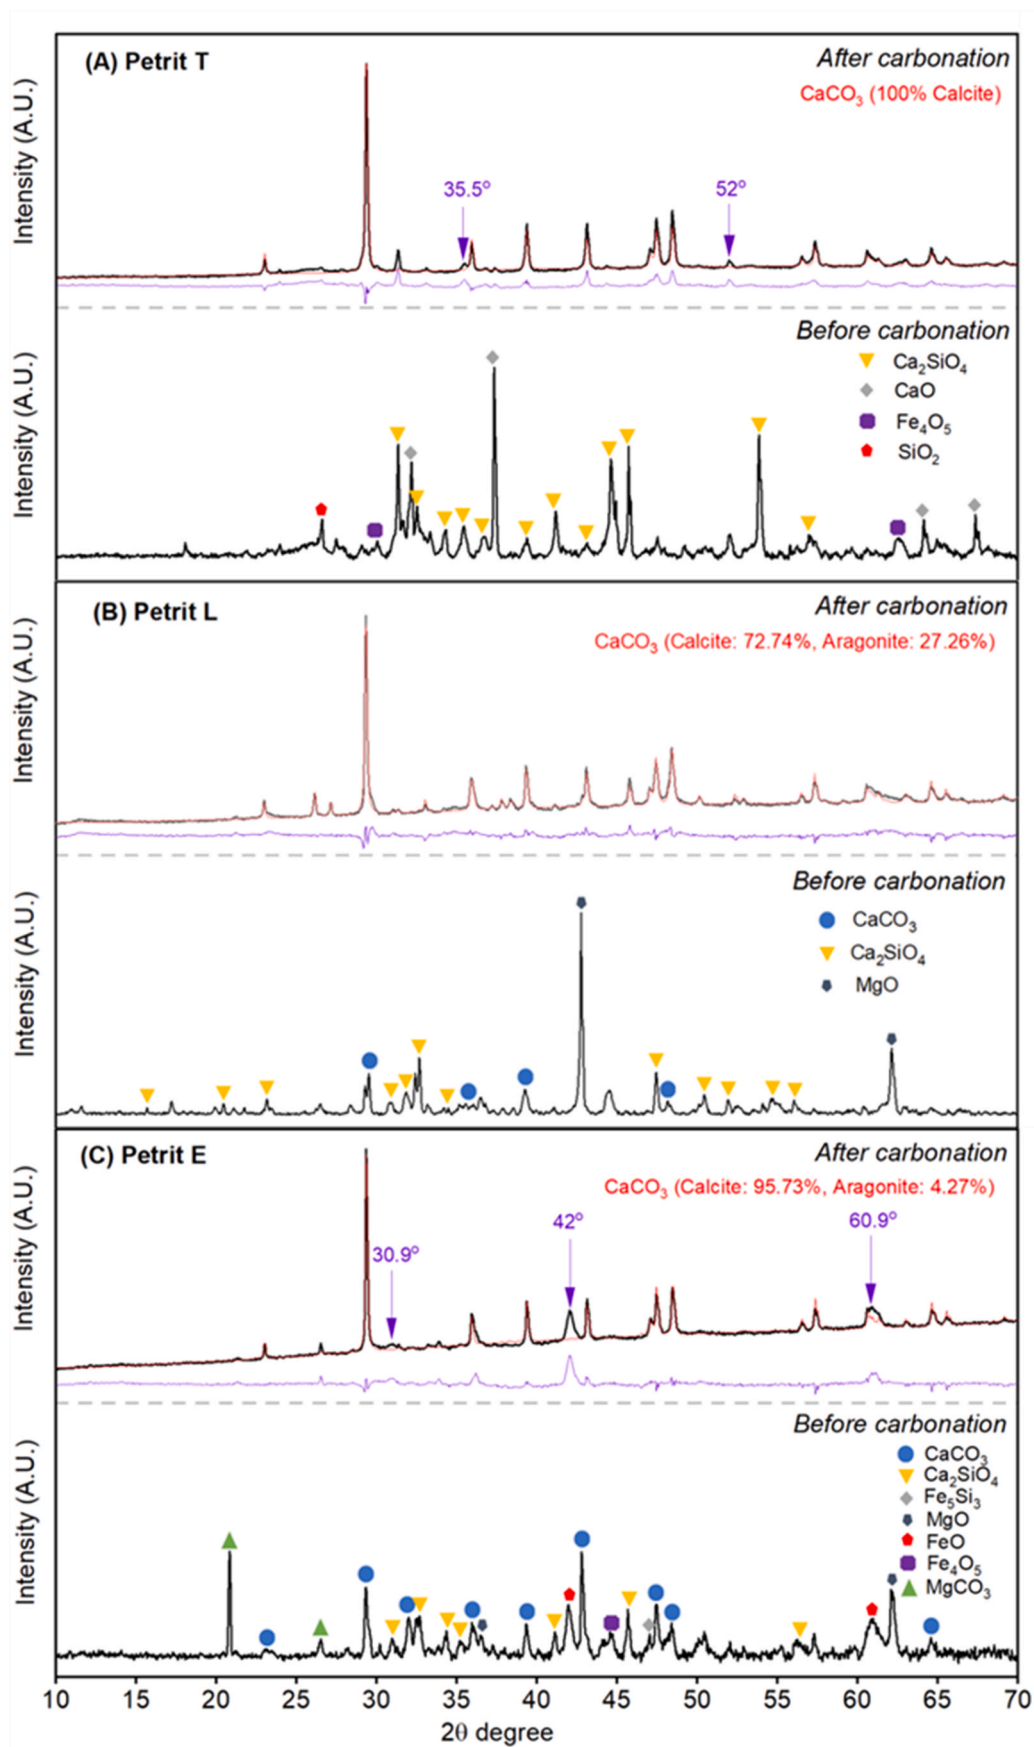 (A) Petrit T
After carbonation
CaCO₃ (100% Calcite)
35.5°
52°
Intensity (A.U.)
Before carbonation
Ca₂SiO₄
CaO
Fe₄O₅
SiO₂
Intensity (A.U.)
(B) Petrit L
After carbonation
CaCO₃ (Calcite: 72.74%, Aragonite: 27.26%)
Intensity (A.U.)
Before carbonation
CaCO₃
Ca₂SiO₄
MgO
Intensity (A.U.)
(C) Petrit E
After carbonation
CaCO₃ (Calcite: 95.73%, Aragonite: 4.27%)
30.9°
42°
60.9°
Intensity (A.U.)
Before carbonation
CaCO₃
Ca₂SiO₄
Fe₅Si₃
MgO
FeO
Fe₄O₅
MgCO₃
Intensity (A.U.)
10 15 20 25 30 35 40 45 50 55 60 65 70
2θ degree